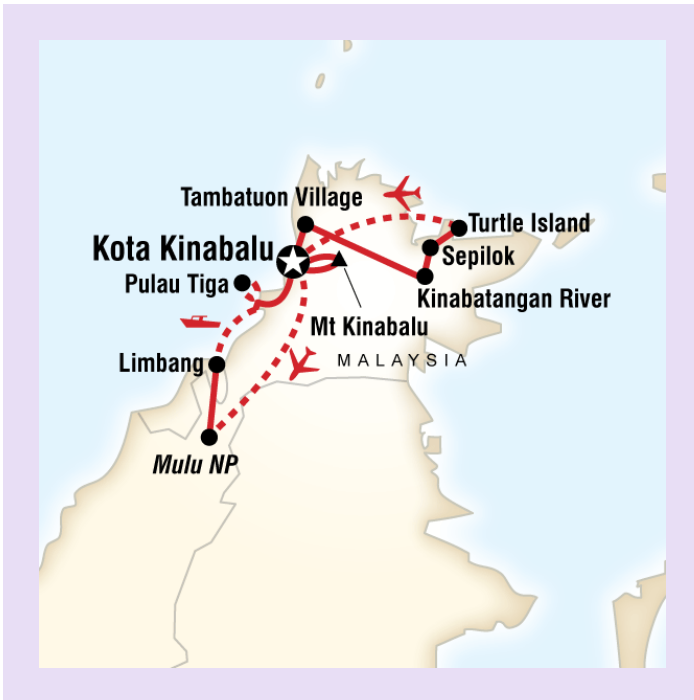 Tambatuon Village
Turtle Island
Kota Kinabalu
Sepilok
Pulau Tiga
Kinabatangan River
Mt Kinabalu
Limbang
MALAYSIA
Mulu NP